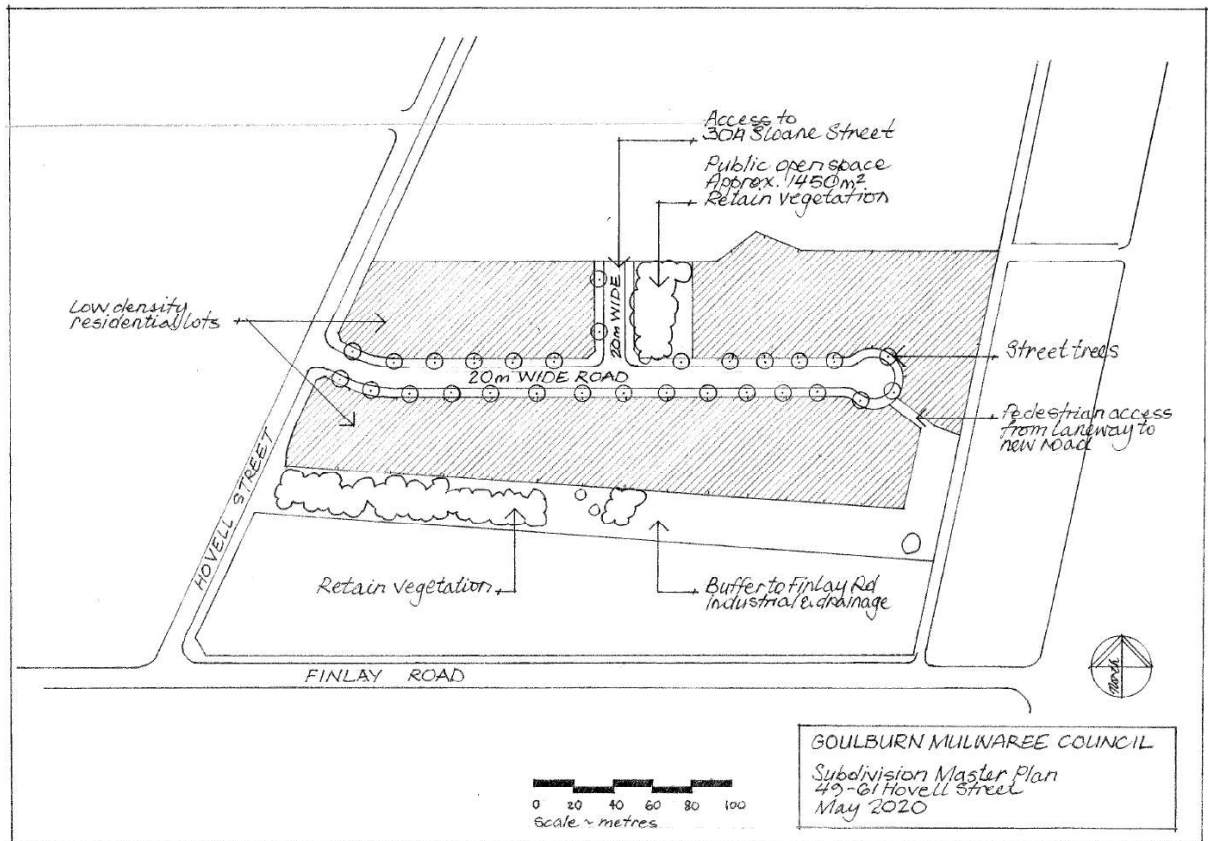 Access to
30A Sloane Street
Public open space
Approx. 1450m²
Retain vegetation
Low density
residential lots
20m WIDE
20m WIDE ROAD
Street trees
Pedestrian access
from laneway to
new road
HOVELL STREET
Retain vegetation
Buffer to Finlay Rd
industrial & drainage
FINLAY ROAD
North
GOULBURN MULWAREE COUNCIL
Subdivision Master Plan
49-61 Hovell Street
May 2020
0 20 40 60 80 100
Scale ~ metres